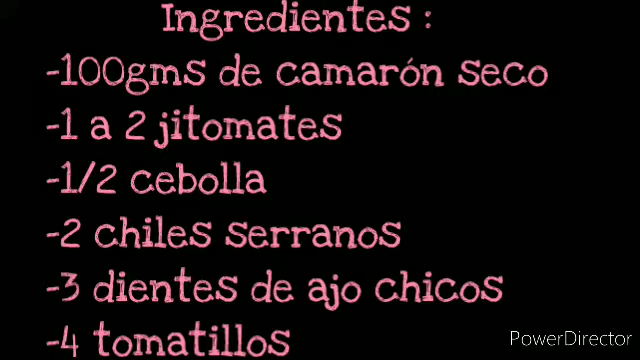 Ingredientes :
-100gms de camarón seco
-1 a 2 jitomates
-1/2 cebolla
-2 chiles serranos
-3 dientes de ajo chicos
-4 tomatillos
PowerDirector